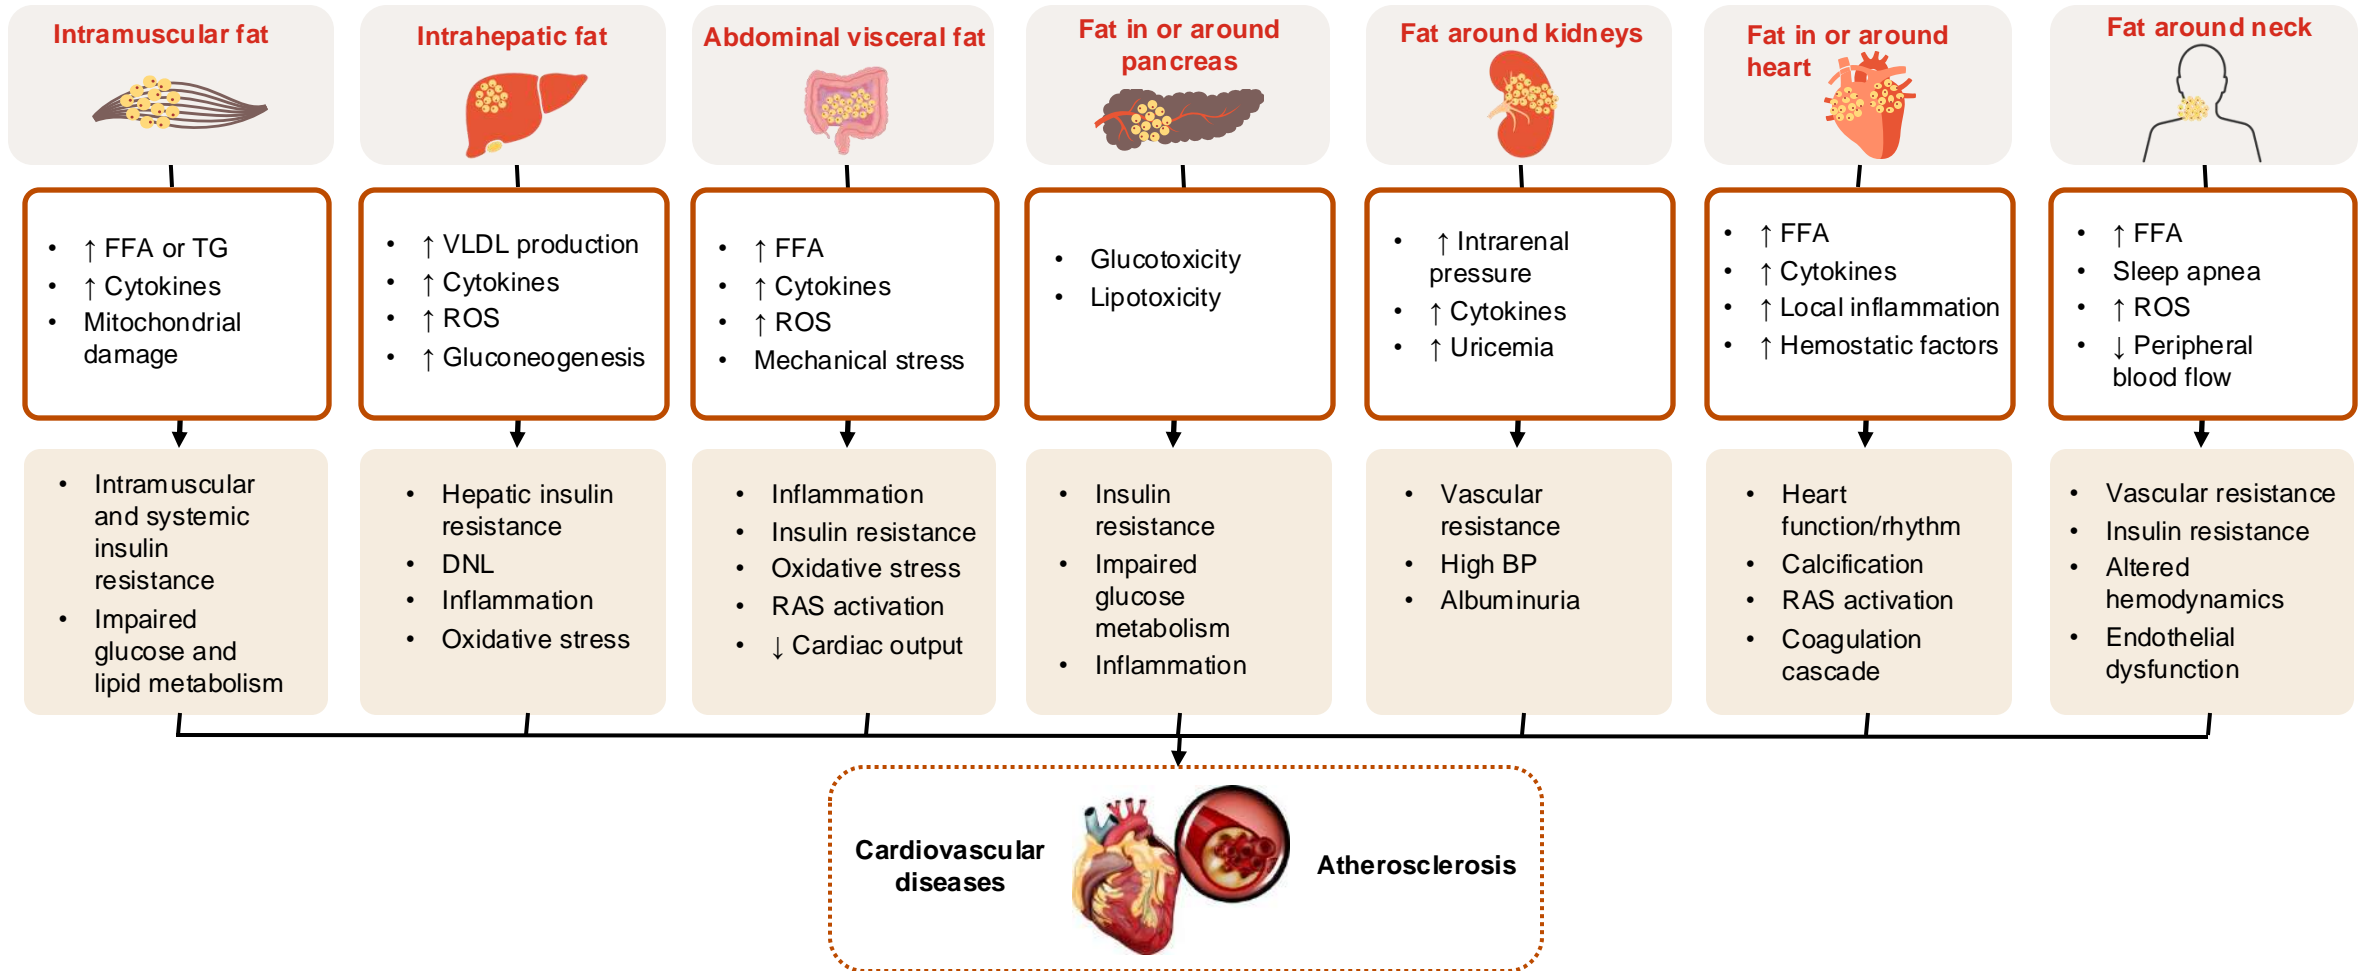 Intramuscular fat
Intrahepatic fat
Abdominal visceral fat
Fat in or around
pancreas
Fat around kidneys
Fat in or around
heart
Fat around neck
• ↑ FFA or TG
• ↑ Cytokines
• Mitochondrial
damage
• ↑ VLDL production
• ↑ Cytokines
• ↑ ROS
• ↑ Gluconeogenesis
• ↑ FFA
• ↑ Cytokines
• ↑ ROS
• Mechanical stress
• Glucotoxicity
• Lipotoxicity
• ↑ Intrarenal
pressure
• ↑ Cytokines
• ↑ Uricemia
• ↑ FFA
• ↑ Cytokines
• ↑ Local inflammation
• ↑ Hemostatic factors
• ↑ FFA
• Sleep apnea
• ↑ ROS
• ↓ Peripheral
blood flow
• Intramuscular
and systemic
insulin
resistance
• Impaired
glucose and
lipid metabolism
• Hepatic insulin
resistance
• DNL
• Inflammation
• Oxidative stress
• Inflammation
• Insulin resistance
• Oxidative stress
• RAS activation
• ↓ Cardiac output
• Insulin
resistance
• Impaired
glucose
metabolism
• Inflammation
• Vascular
resistance
• High BP
• Albuminuria
• Heart
function/rhythm
• Calcification
• RAS activation
• Coagulation
cascade
• Vascular resistance
• Insulin resistance
• Altered
hemodynamics
• Endothelial
dysfunction
Cardiovascular
diseases
Atherosclerosis